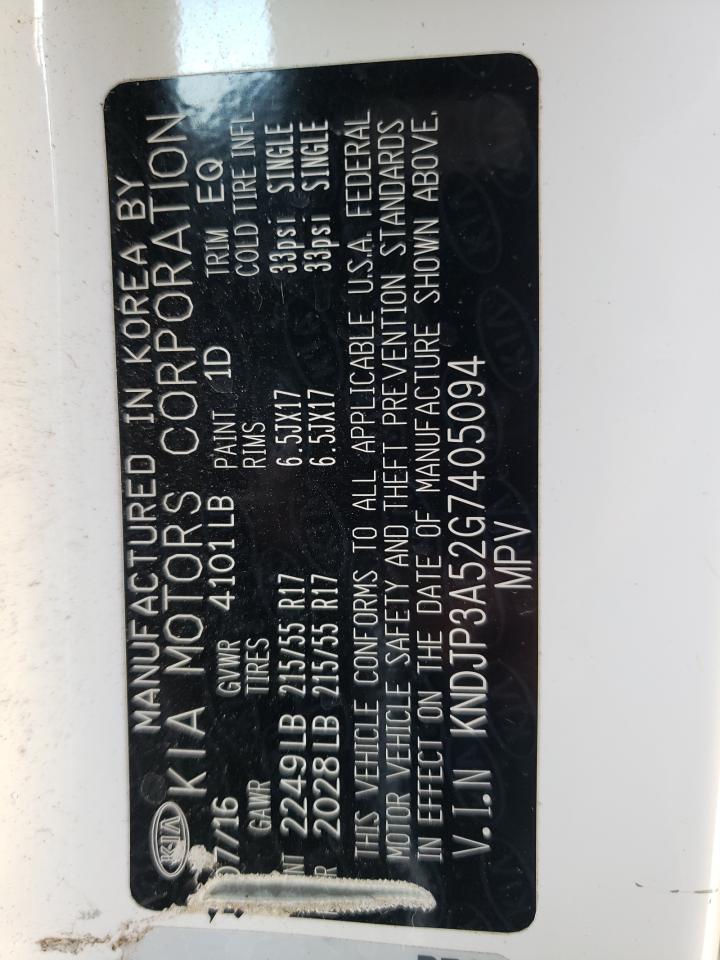 MANUFACTURED IN KOREA BY
KIA KIA MOTORS CORPORATION
07/16 GVWR 4101LB PAINT 1D TRIM EQ
GAWR TIRES RIMS COLD TIRE INFL
2249LB 215/55 R17 6.5JX17 33psi SINGLE
2028LB 215/55 R17 6.5JX17 33psi SINGLE
THIS VEHICLE CONFORMS TO ALL APPLICABLE U.S.A. FEDERAL
MOTOR VEHICLE SAFETY AND THEFT PREVENTION STANDARDS
IN EFFECT ON THE DATE OF MANUFACTURE SHOWN ABOVE.
V.I.N KNDJP3A52G7405094
MPV